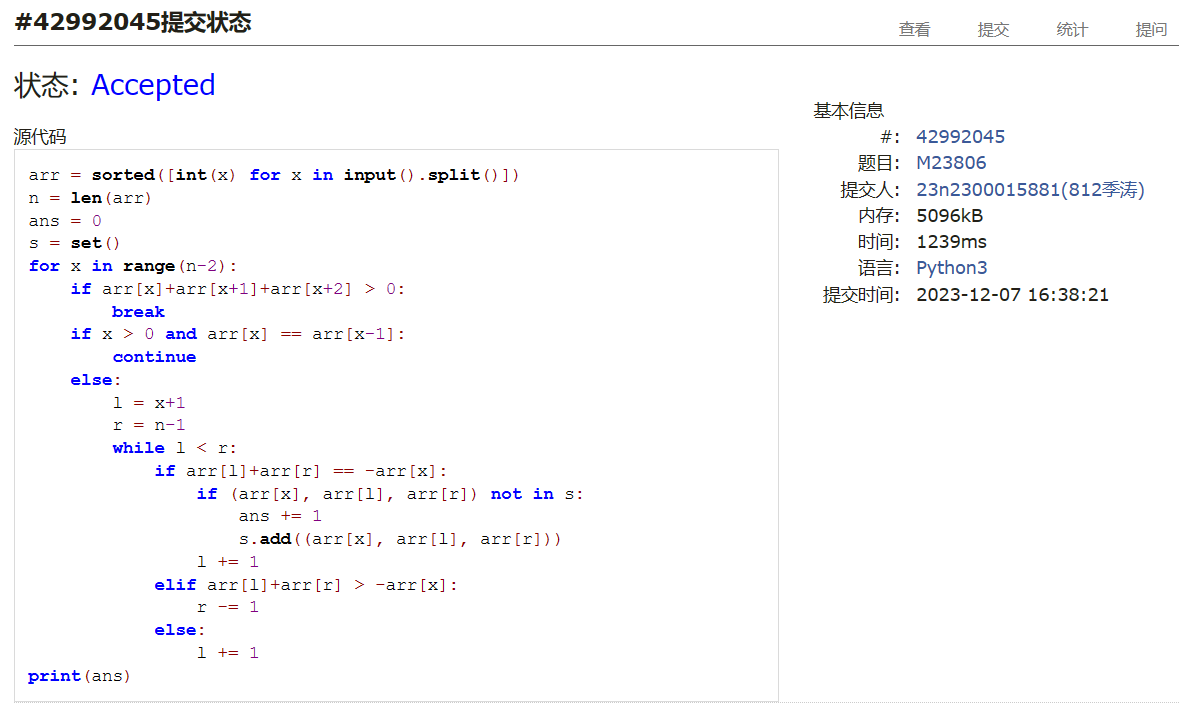 #42992045提交状态
查看 提交 统计 提问
状态: Accepted
源代码
arr = sorted([int(x) for x in input().split()])
n = len(arr)
ans = 0
s = set()
for x in range(n-2):
    if arr[x]+arr[x+1]+arr[x+2] > 0:
        break
    if x > 0 and arr[x] == arr[x-1]:
        continue
    else:
        l = x+1
        r = n-1
        while l < r:
            if arr[l]+arr[r] == -arr[x]:
                if (arr[x], arr[l], arr[r]) not in s:
                    ans += 1
                    s.add((arr[x], arr[l], arr[r]))
                l += 1
            elif arr[l]+arr[r] > -arr[x]:
                r -= 1
            else:
                l += 1
print(ans)
基本信息
#: 42992045
题目: M23806
提交人: 23n2300015881(812季涛)
内存: 5096kB
时间: 1239ms
语言: Python3
提交时间: 2023-12-07 16:38:21